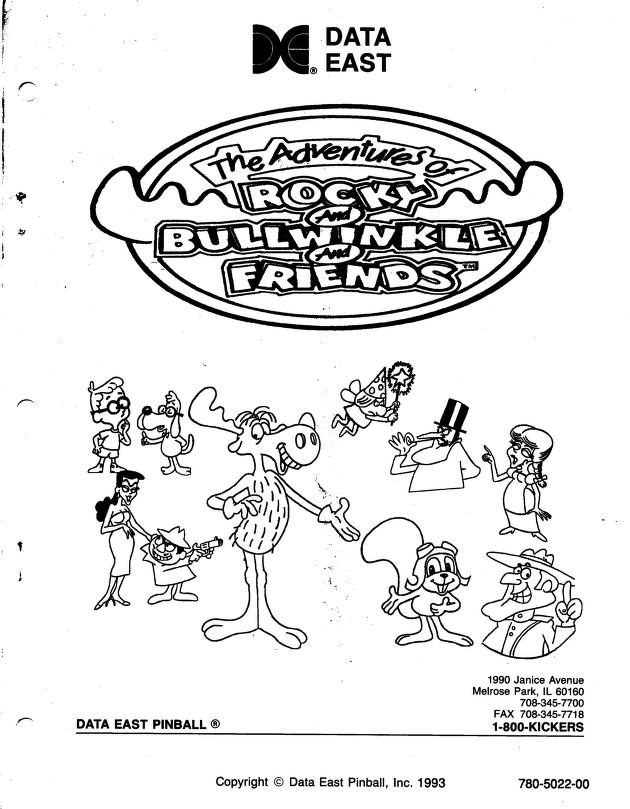 DATA
EAST
®
The Adventures Of
ROCKY
And
BULLWINKLE
And
FRIENDS™
1990 Janice Avenue
Melrose Park, IL 60160
708-345-7700
FAX 708-345-7718
DATA EAST PINBALL ®
1-800-KICKERS
Copyright © Data East Pinball, Inc. 1993
780-5022-00